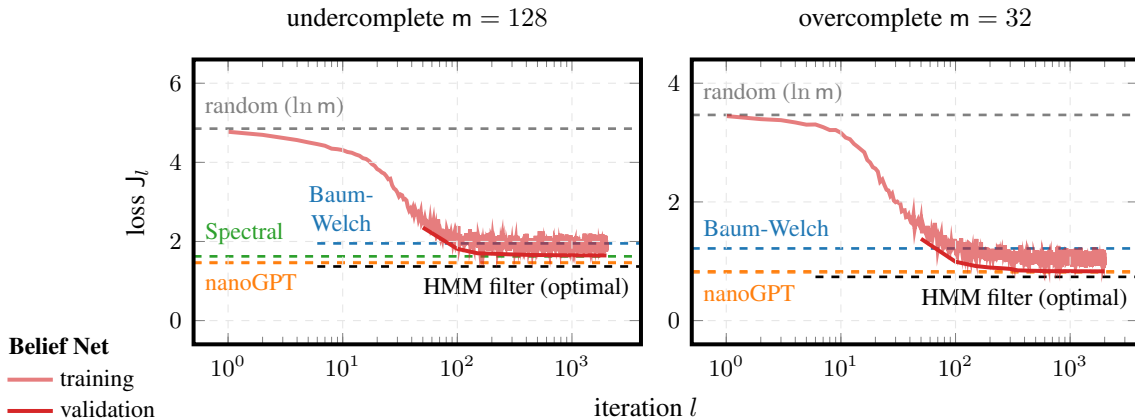 undercomplete m = 128
overcomplete m = 32
loss J_l
6
4
2
0
random (ln m)
Baum-
Welch
Spectral
nanoGPT
HMM filter (optimal)
10^0
10^1
10^2
10^3
4
2
0
random (ln m)
Baum-Welch
nanoGPT
HMM filter (optimal)
10^0
10^1
10^2
10^3
Belief Net
training
validation
iteration l